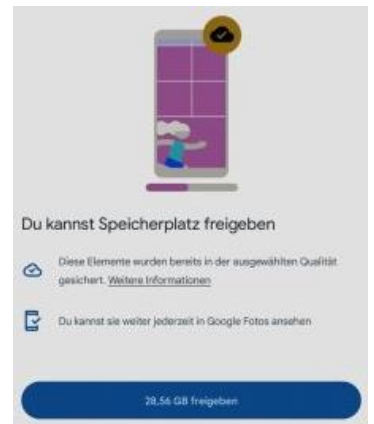 Du kannst Speicherplatz freigeben
Diese Elemente wurden bereits in der ausgewählten Qualität
gesichert. Weitere Informationen
Du kannst sie weiter jederzeit in Google Fotos ansehen
28,56 GB freigeben